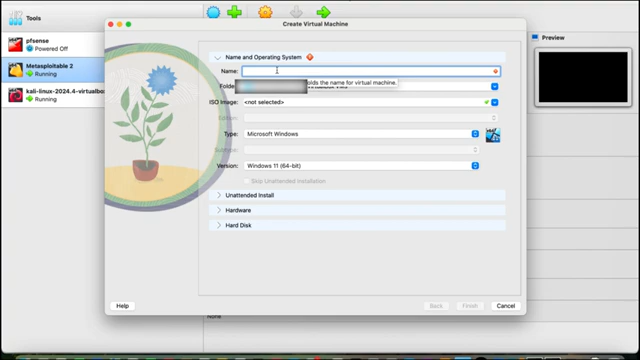 Tools
Create Virtual Machine
Preview
pfsense
Powered Off
Metasploitable 2
Running
kali-linux-2024.4-virtualbox
Running
Name and Operating System
Name:
Folde
olds the name for virtual machine.
ISO Image: <not selected>
Edition:
Type: Microsoft Windows
Subtype:
Version: Windows 11 (64-bit)
Skip Unattended Installation
Unattended Install
Hardware
Hard Disk
Help
Back
Finish
Cancel
None